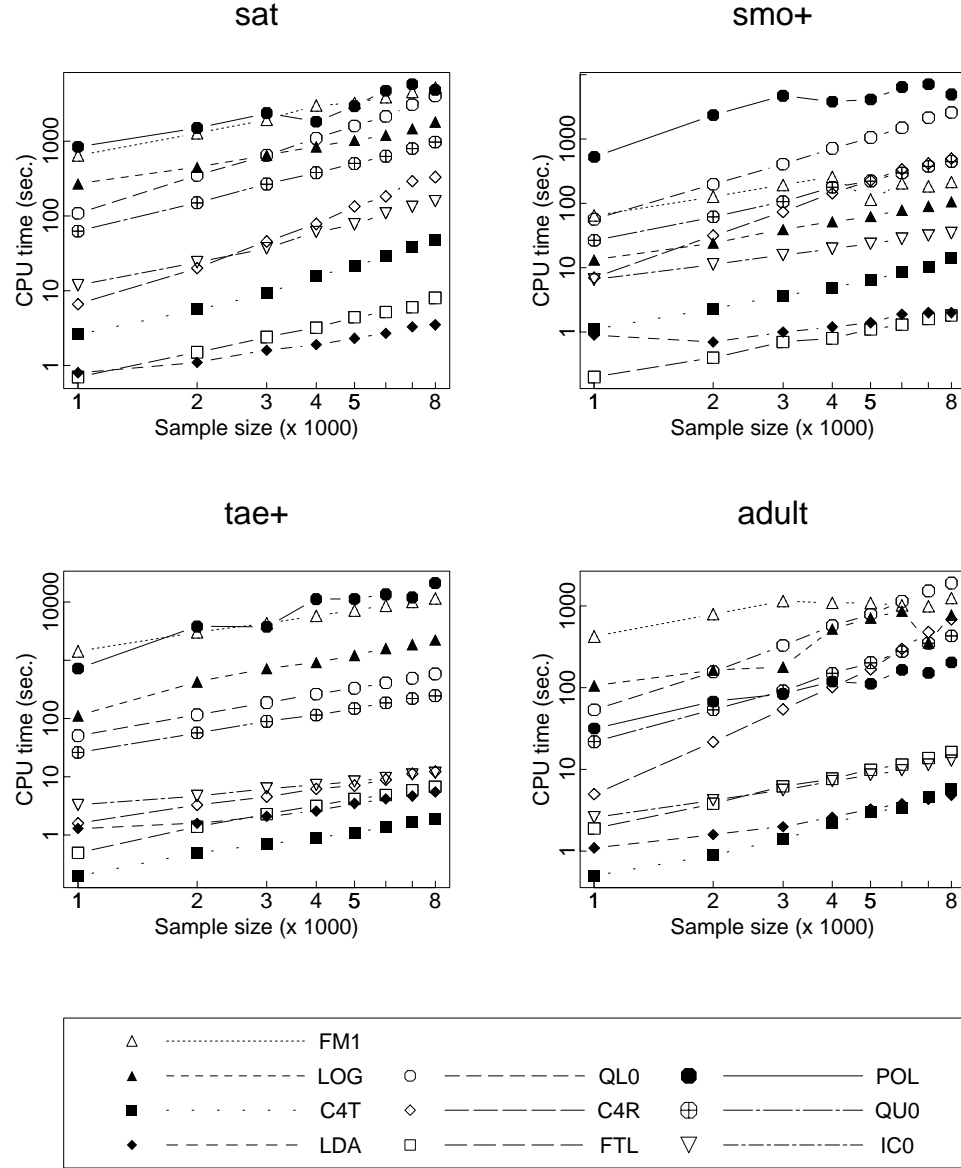 sat
CPU time (sec.)
1000
100
10
1
1 2 3 4 5 8
Sample size (x 1000)
smo+
CPU time (sec.)
1000
100
10
1
1 2 3 4 5 8
Sample size (x 1000)
tae+
CPU time (sec.)
10000
100
10
1
1 2 3 4 5 8
Sample size (x 1000)
adult
CPU time (sec.)
1000
100
10
1
1 2 3 4 5 8
Sample size (x 1000)
FM1
LOG QL0 POL
C4T C4R QU0
LDA FTL IC0